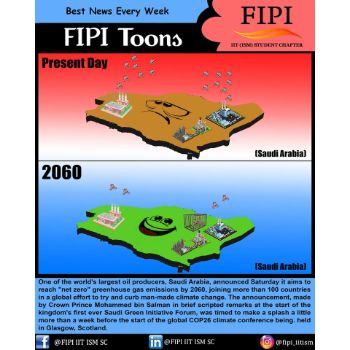 Best News Every Week
FIPI Toons
FIPI
IIT (ISM) STUDENT CHAPTER
Present Day
(Saudi Arabia)
2060
(Saudi Arabia)
One of the world's largest oil producers, Saudi Arabia, announced Saturday it aims to
reach "net zero" greenhouse gas emissions by 2060, joining more than 100 countries
in a global effort to try and curb man-made climate change. The announcement, made
by Crown Prince Mohammed bin Salman in brief scripted remarks at the start of the
kingdom's first ever Saudi Green Initiative Forum, was timed to make a splash a little
more than a week before the start of the global COP26 climate conference being. held
in Glasgow, Scotland.
@FIPI IIT ISM SC
@FIPI IIT ISM SC
@fipi_iitism